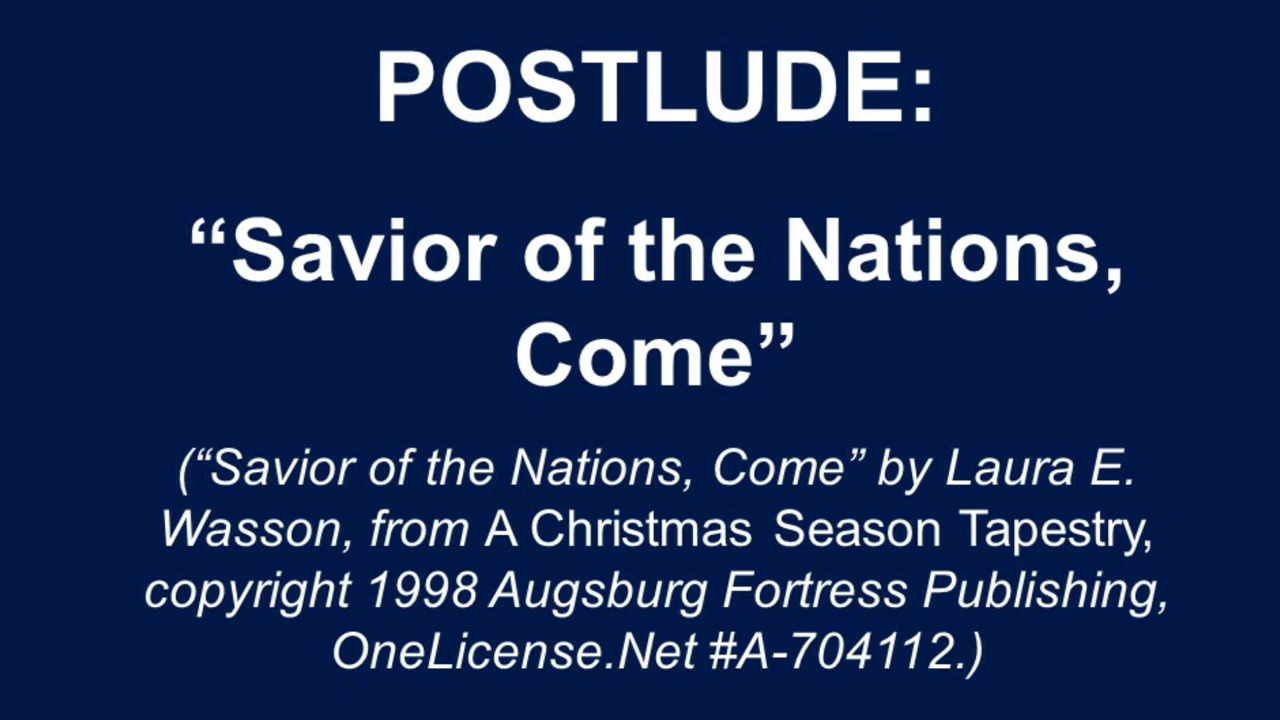 POSTLUDE:
“Savior of the Nations,
Come”
(“Savior of the Nations, Come” by Laura E.
Wasson, from A Christmas Season Tapestry,
copyright 1998 Augsburg Fortress Publishing,
OneLicense.Net #A-704112.)